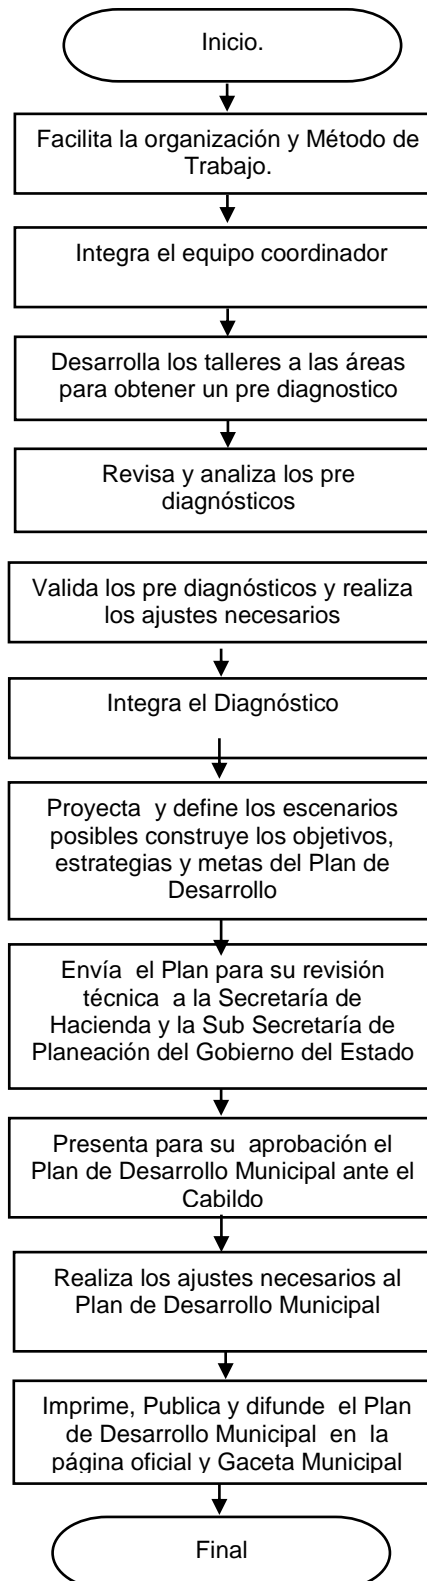 Inicio.
Facilita la organización y Método de
Trabajo.
Integra el equipo coordinador
Desarrolla los talleres a las áreas
para obtener un pre diagnostico
Revisa y analiza los pre
diagnósticos
Valida los pre diagnósticos y realiza
los ajustes necesarios
Integra el Diagnóstico
Proyecta y define los escenarios
posibles construye los objetivos,
estrategias y metas del Plan de
Desarrollo
Envía el Plan para su revisión
técnica a la Secretaría de
Hacienda y la Sub Secretaría de
Planeación del Gobierno del Estado
Presenta para su aprobación el
Plan de Desarrollo Municipal ante el
Cabildo
Realiza los ajustes necesarios al
Plan de Desarrollo Municipal
Imprime, Publica y difunde el Plan
de Desarrollo Municipal en la
página oficial y Gaceta Municipal
Final